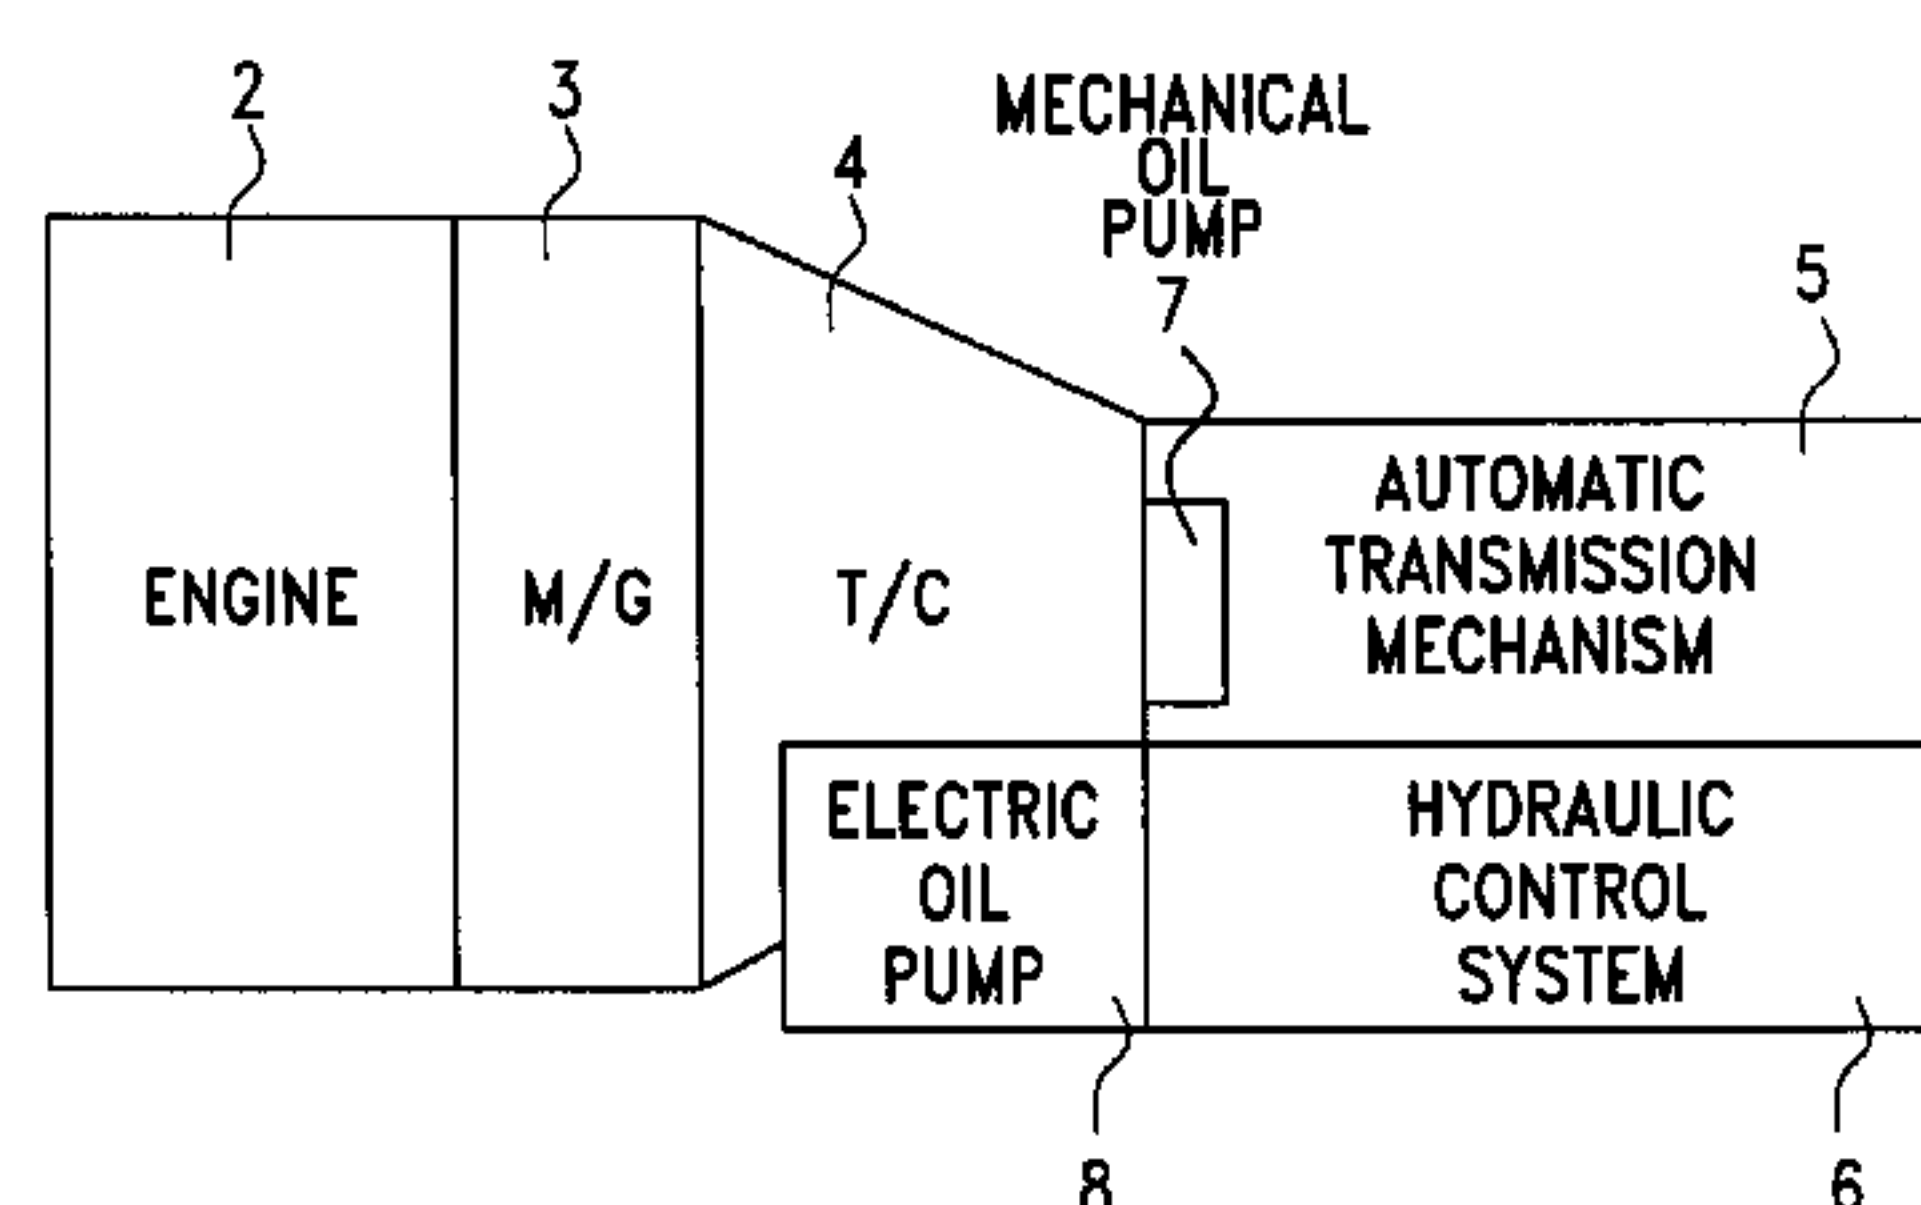 2
3
4
MECHANICAL
OIL
PUMP
7
5
ENGINE
M/G
T/C
AUTOMATIC
TRANSMISSION
MECHANISM
ELECTRIC
OIL
PUMP
HYDRAULIC
CONTROL
SYSTEM
8
6